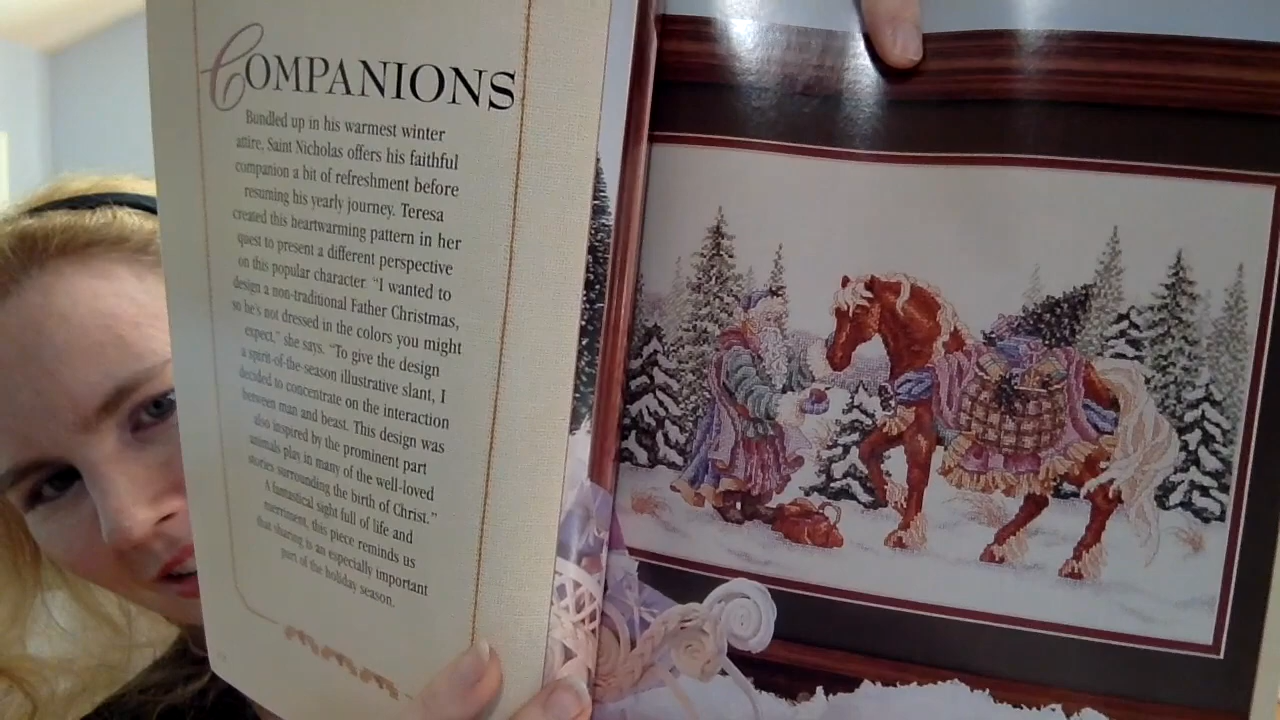 COMPANIONS
Bundled up in his warmest winter
attire, Saint Nicholas offers his faithful
companion a bit of refreshment before
resuming his yearly journey. Teresa
created this heartwarming pattern in her
quest to present a different perspective
on this popular character. "I wanted to
design a non-traditional Father Christmas,
so he's not dressed in the colors you might
expect," she says. "To give the design
a spirit-of-the-season illustrative slant, I
decided to concentrate on the interaction
between man and beast. This design was
also inspired by the prominent part
animals play in many of the well-loved
stories surrounding the birth of Christ."
A fantastical sight full of life and
merriment, this piece reminds us
that sharing is an especially important
part of the holiday season.